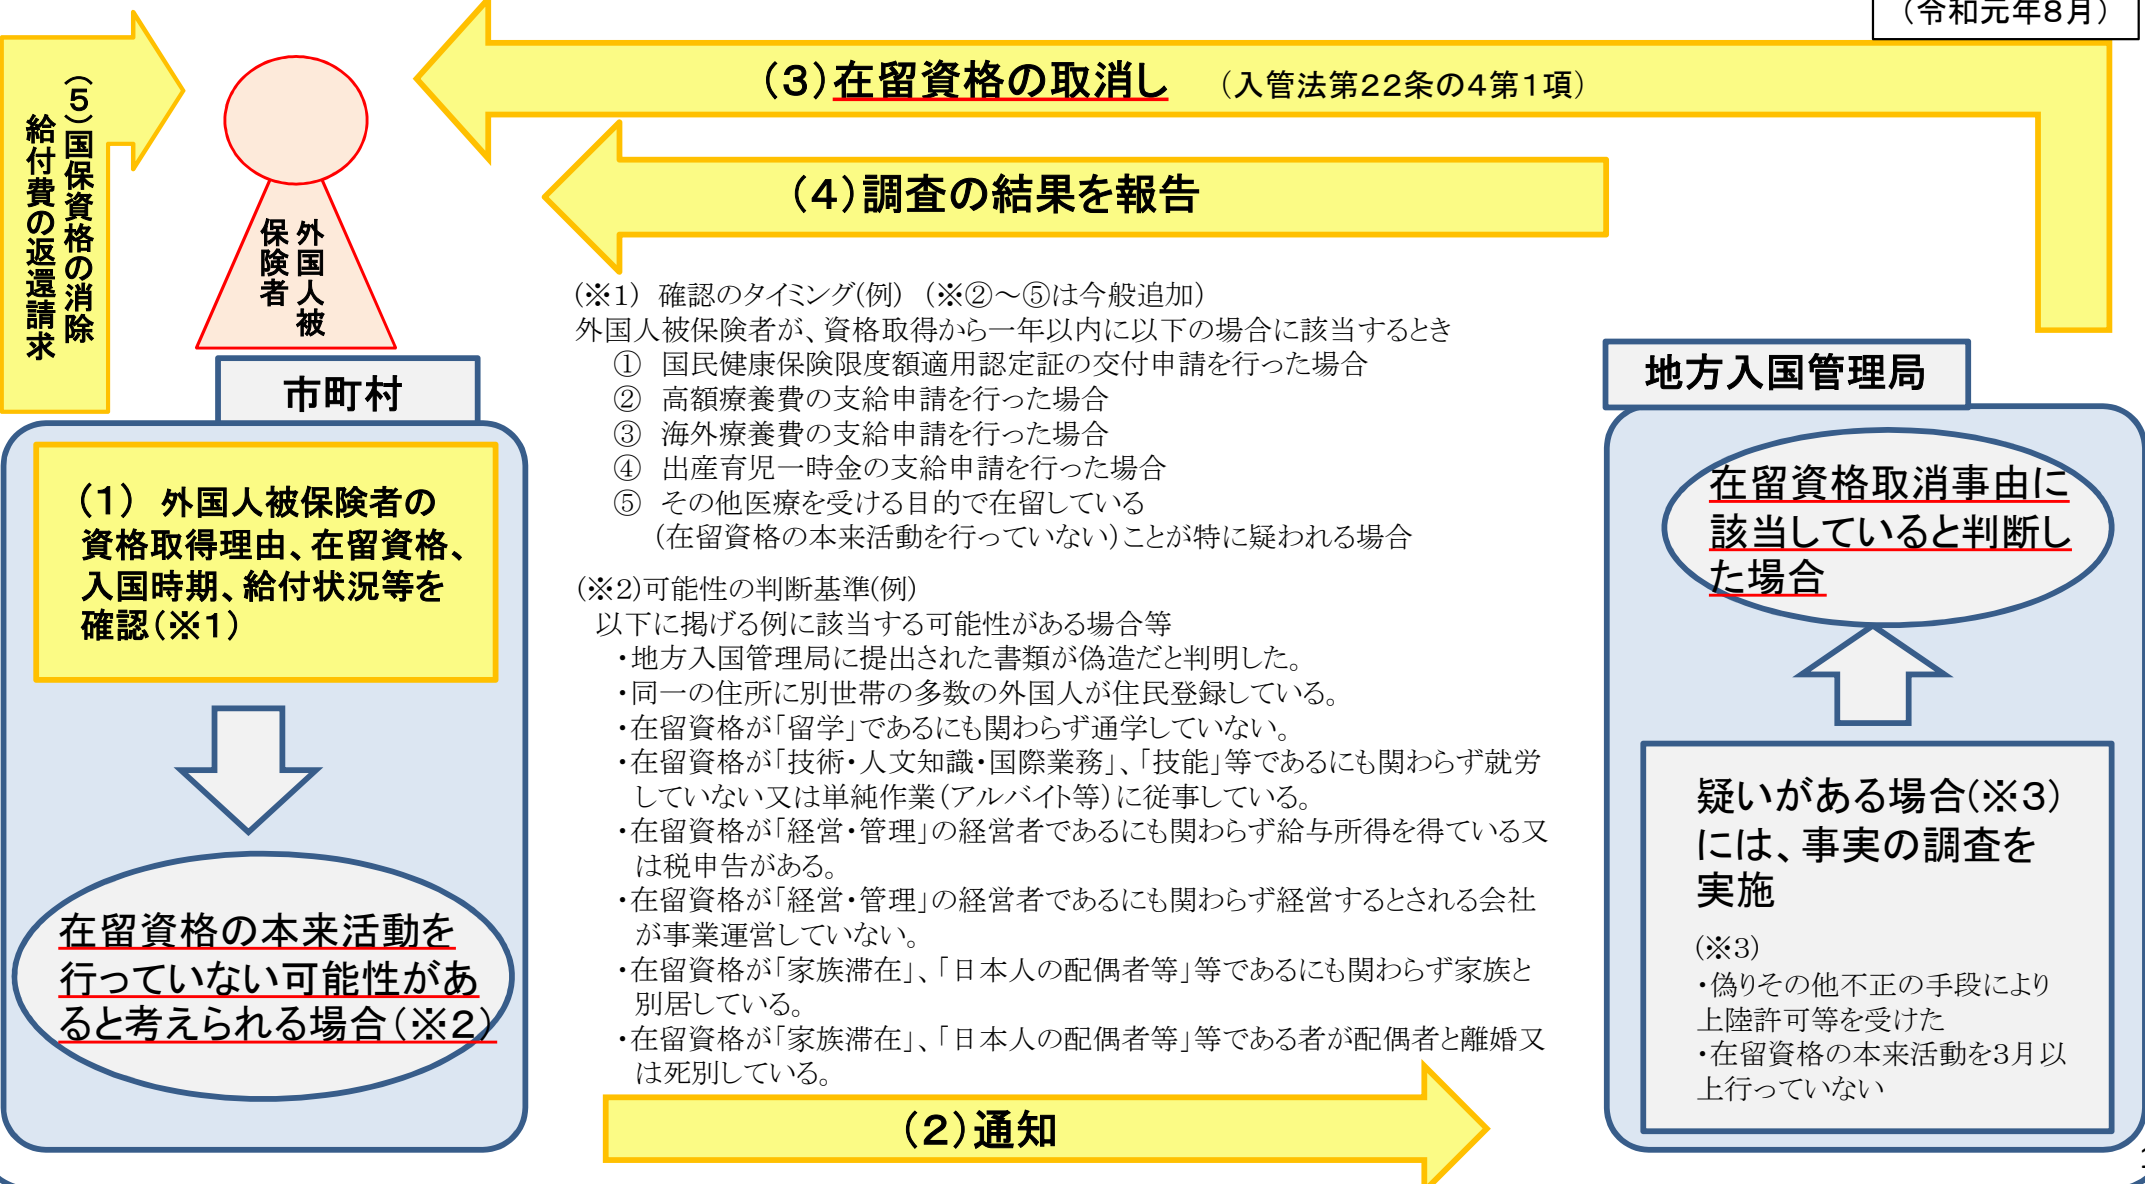 （令和元年8月）
（3）在留資格の取消し　（入管法第22条の4第1項）
（4）調査の結果を報告
（5）国保資格の消除
給付費の返還請求
外国人被
保険者
市町村
（1） 外国人被保険者の
資格取得理由、在留資格、
入国時期、給付状況等を
確認（※1）
在留資格の本来活動を
行っていない可能性があ
ると考えられる場合（※2）
(※1) 確認のタイミング(例) （※②～⑤は今般追加）
外国人被保険者が、資格取得から一年以内に以下の場合に該当するとき
① 国民健康保険限度額適用認定証の交付申請を行った場合
② 高額療養費の支給申請を行った場合
③ 海外療養費の支給申請を行った場合
④ 出産育児一時金の支給申請を行った場合
⑤ その他医療を受ける目的で在留している
（在留資格の本来活動を行っていない）ことが特に疑われる場合
(※2)可能性の判断基準(例)
以下に掲げる例に該当する可能性がある場合等
・地方入国管理局に提出された書類が偽造だと判明した。
・同一の住所に別世帯の多数の外国人が住民登録している。
・在留資格が「留学」であるにも関わらず通学していない。
・在留資格が「技術・人文知識・国際業務」、「技能」等であるにも関わらず就労
していない又は単純作業（アルバイト等）に従事している。
・在留資格が「経営・管理」の経営者であるにも関わらず給与所得を得ている又
は税申告がある。
・在留資格が「経営・管理」の経営者であるにも関わらず経営するとされる会社
が事業運営していない。
・在留資格が「家族滞在」、「日本人の配偶者等」等であるにも関わらず家族と
別居している。
・在留資格が「家族滞在」、「日本人の配偶者等」等である者が配偶者と離婚又
は死別している。
（2）通知
地方入国管理局
在留資格取消事由に
該当していると判断し
た場合
疑いがある場合(※3)
には、事実の調査を
実施
(※3)
・偽りその他不正の手段により
上陸許可等を受けた
・在留資格の本来活動を3月以
上行っていない